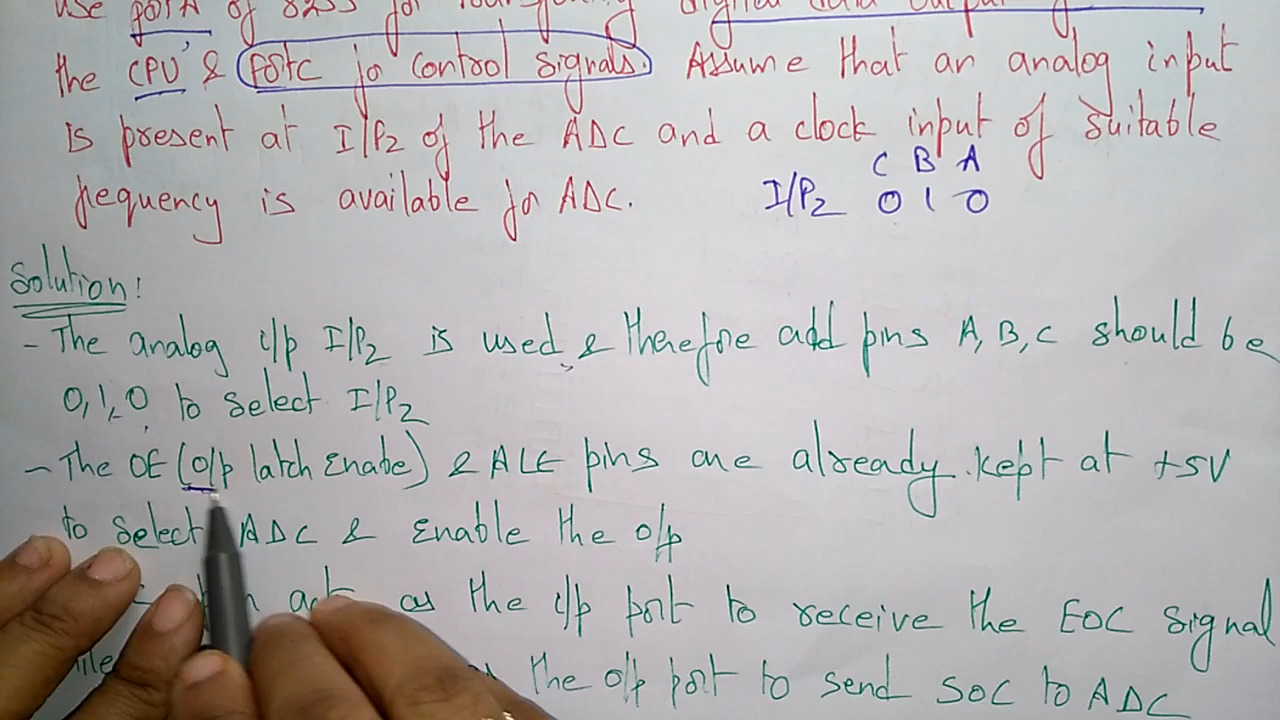 use portA of 8255 for digital data output
the CPU & portc for control signals. Assume that an analog input
is present at I/P2 of the ADC and a clock input of suitable
C B A
frequency is available for ADC. I/P2 0 1 0
Solution:
- The analog i/p I/P2 is used & therefore add pins A, B, C should be
0, 1, 0 to select I/P2
- The OE (o/p latch Enable) & ALE pins are already kept at +5V
to select ADC & Enable the o/p
act as the i/p port to receive the EOC signal
the o/p port to send SOC to ADC